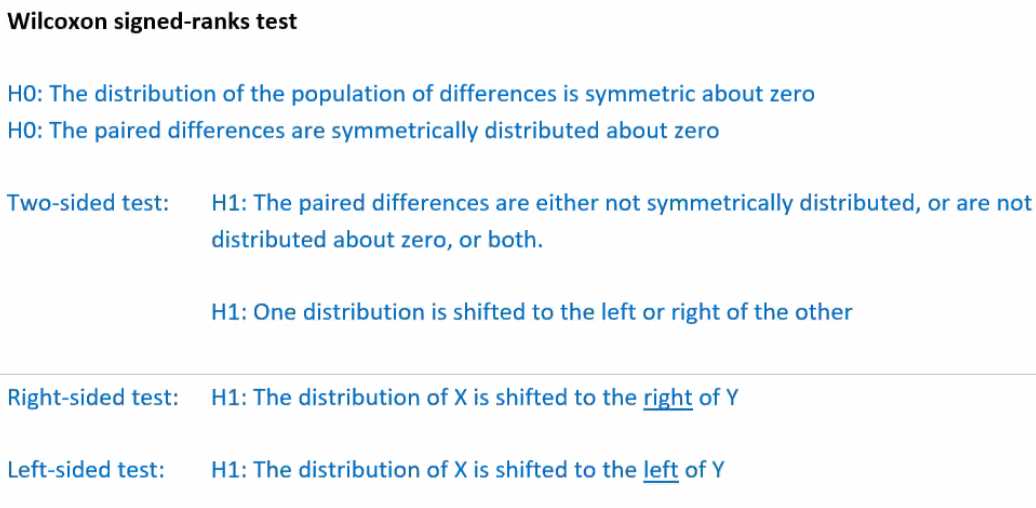 Wilcoxon signed-ranks test
H0: The distribution of the population of differences is symmetric about zero
H0: The paired differences are symmetrically distributed about zero
Two-sided test: H1: The paired differences are either not symmetrically distributed, or are not
distributed about zero, or both.
H1: One distribution is shifted to the left or right of the other
Right-sided test: H1: The distribution of X is shifted to the right of Y
Left-sided test: H1: The distribution of X is shifted to the left of Y